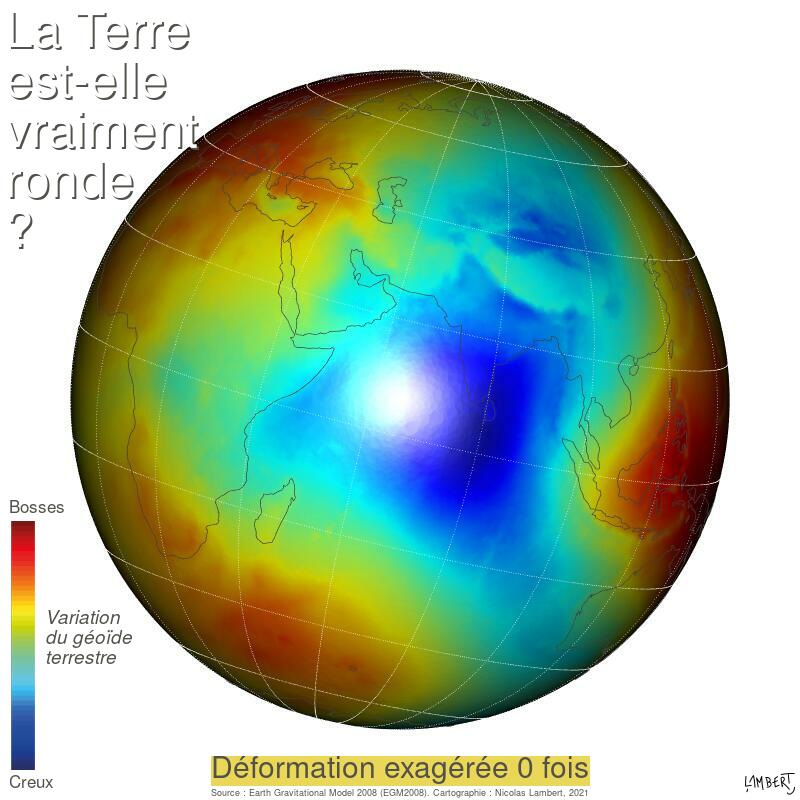 La Terre
est-elle
vraiment
ronde
?
Bosses
Variation
du géoïde
terrestre
Creux
Déformation exagérée 0 fois
Source : Earth Gravitational Model 2008 (EGM2008). Cartographie : Nicolas Lambert, 2021
LAMBERT